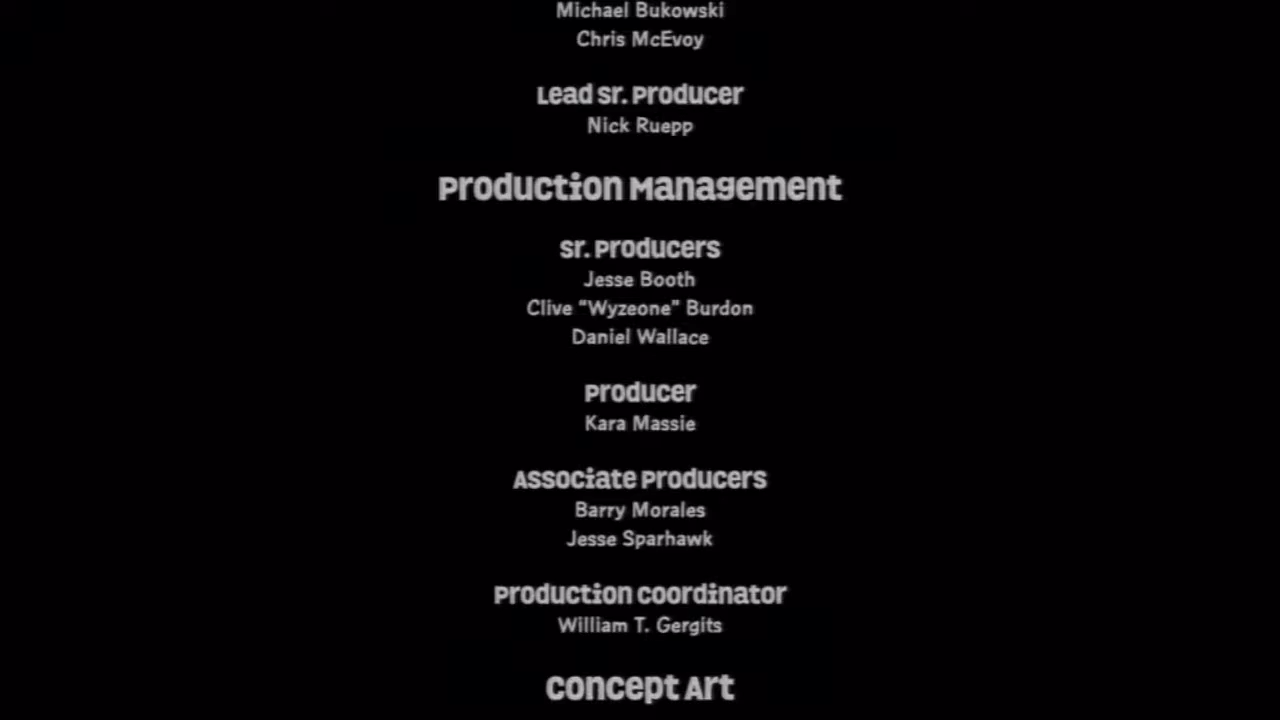 Michael Bukowski
Chris McEvoy
Lead Sr. Producer
Nick Ruepp
Production Management
Sr. Producers
Jesse Booth
Clive "Wyzeone" Burdon
Daniel Wallace
Producer
Kara Massie
Associate Producers
Barry Morales
Jesse Sparhawk
Production Coordinator
William T. Gergits
Concept Art